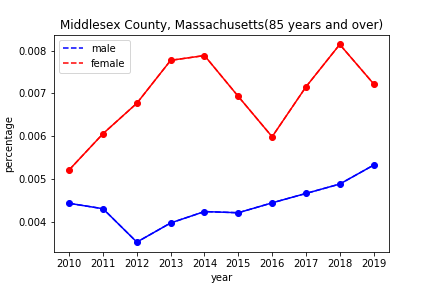 Middlesex County, Massachusetts(85 years and over)
male
female
percentage
0.008
0.007
0.006
0.005
0.004
2010 2011 2012 2013 2014 2015 2016 2017 2018 2019
year